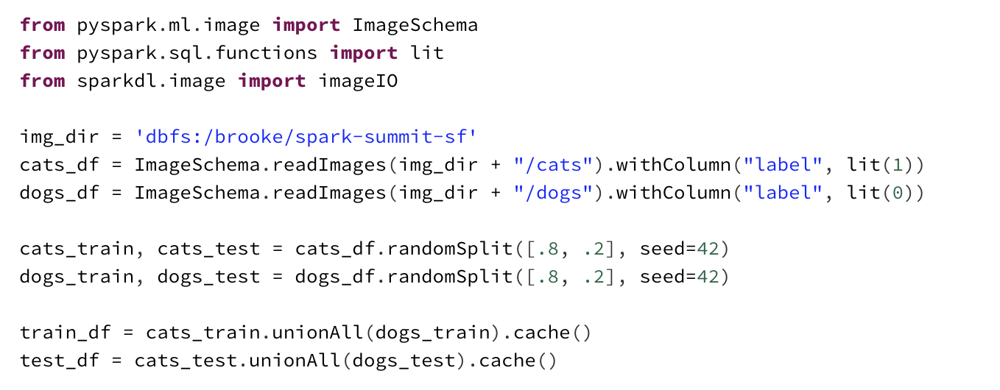 from pyspark.ml.image import ImageSchema
from pyspark.sql.functions import lit
from sparkdl.image import imageIO
img_dir = 'dbfs:/brooke/spark-summit-sf'
cats_df = ImageSchema.readImages(img_dir + "/cats").withColumn("label", lit(1))
dogs_df = ImageSchema.readImages(img_dir + "/dogs").withColumn("label", lit(0))
cats_train, cats_test = cats_df.randomSplit([.8, .2], seed=42)
dogs_train, dogs_test = dogs_df.randomSplit([.8, .2], seed=42)
train_df = cats_train.unionAll(dogs_train).cache()
test_df = cats_test.unionAll(dogs_test).cache()